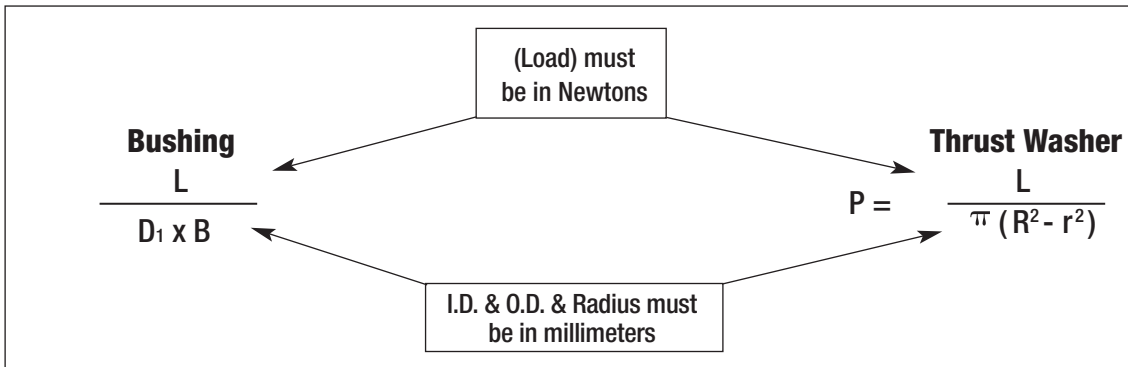 (Load) must
be in Newtons
Bushing
L
D₁ x B
Thrust Washer
P =
L
π (R² - r²)
I.D. & O.D. & Radius must
be in millimeters